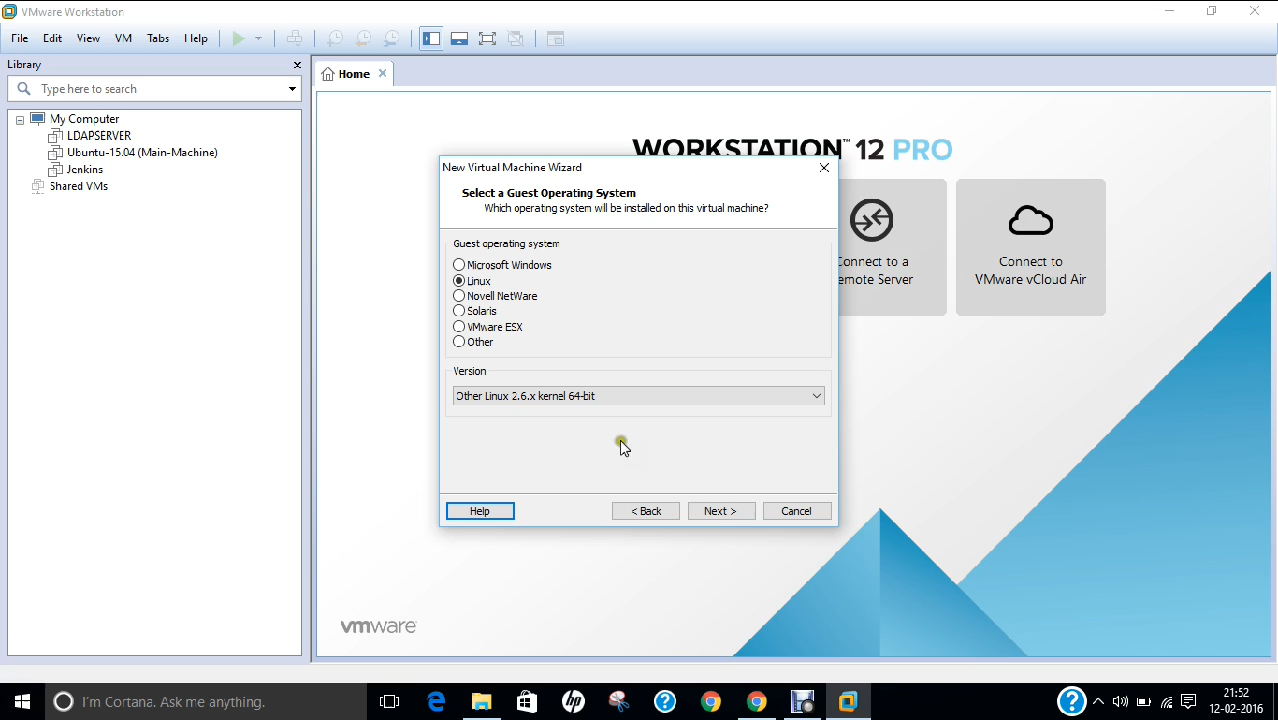 VMware Workstation
File Edit View VM Tabs Help
Library
Type here to search
My Computer
LDAPSERVER
Ubuntu-15.04 (Main-Machine)
Jenkins
Shared VMs
Home
WORKSTATION™ 12 PRO
New Virtual Machine Wizard
Select a Guest Operating System
Which operating system will be installed on this virtual machine?
Guest operating system
Microsoft Windows
Linux
Novell NetWare
Solaris
VMware ESX
Other
Version
Other Linux 2.6.x kernel 64-bit
Help
< Back
Next >
Cancel
Connect to a
emote Server
Connect to
VMware vCloud Air
vmware
I'm Cortana. Ask me anything.
21:52
12-02-2016